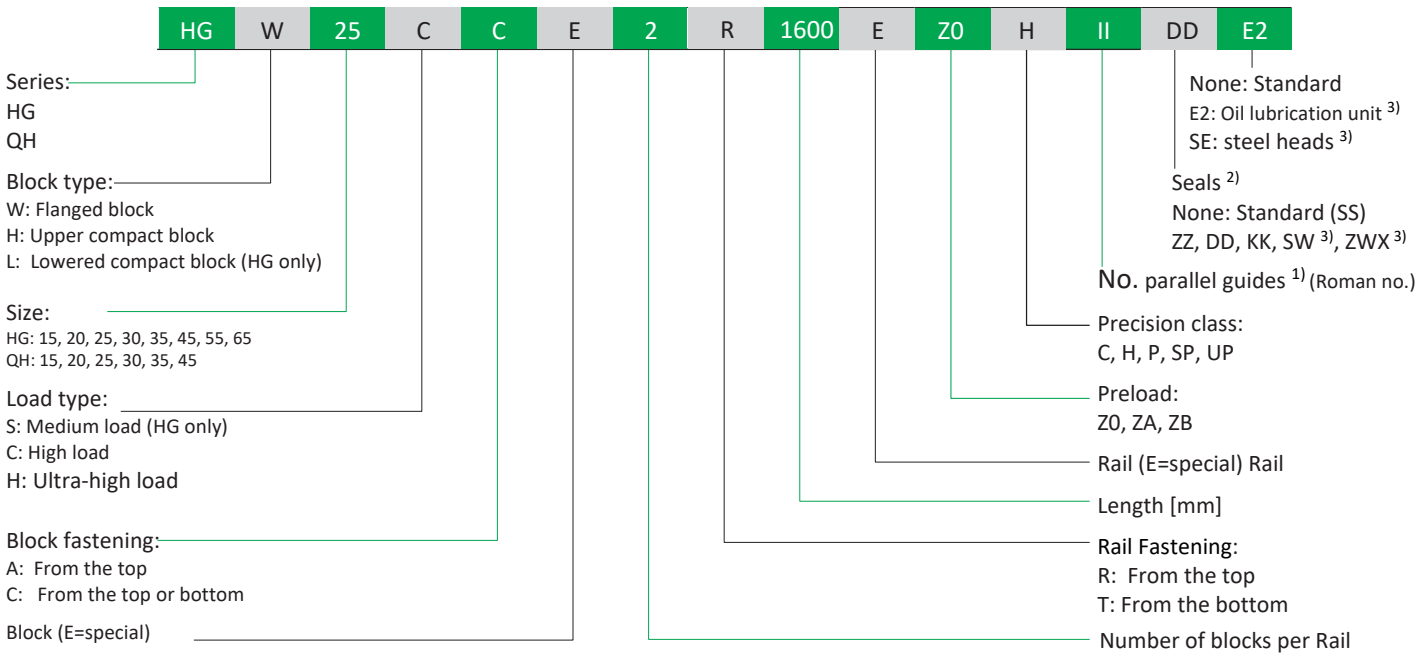 HG W 25 C C E 2 R 1600 E Z0 H II DD E2
Series:
HG
QH
Block type:
W: Flanged block
H: Upper compact block
L: Lowered compact block (HG only)
Size:
HG: 15, 20, 25, 30, 35, 45, 55, 65
QH: 15, 20, 25, 30, 35, 45
Load type:
S: Medium load (HG only)
C: High load
H: Ultra-high load
Block fastening:
A: From the top
C: From the top or bottom
Block (E=special)
None: Standard
E2: Oil lubrication unit 3)
SE: steel heads 3)
Seals 2)
None: Standard (SS)
ZZ, DD, KK, SW 3), ZWX 3)
No. parallel guides 1) (Roman no.)
Precision class:
C, H, P, SP, UP
Preload:
Z0, ZA, ZB
Rail (E=special) Rail
Length [mm]
Rail Fastening:
R: From the top
T: From the bottom
Number of blocks per Rail